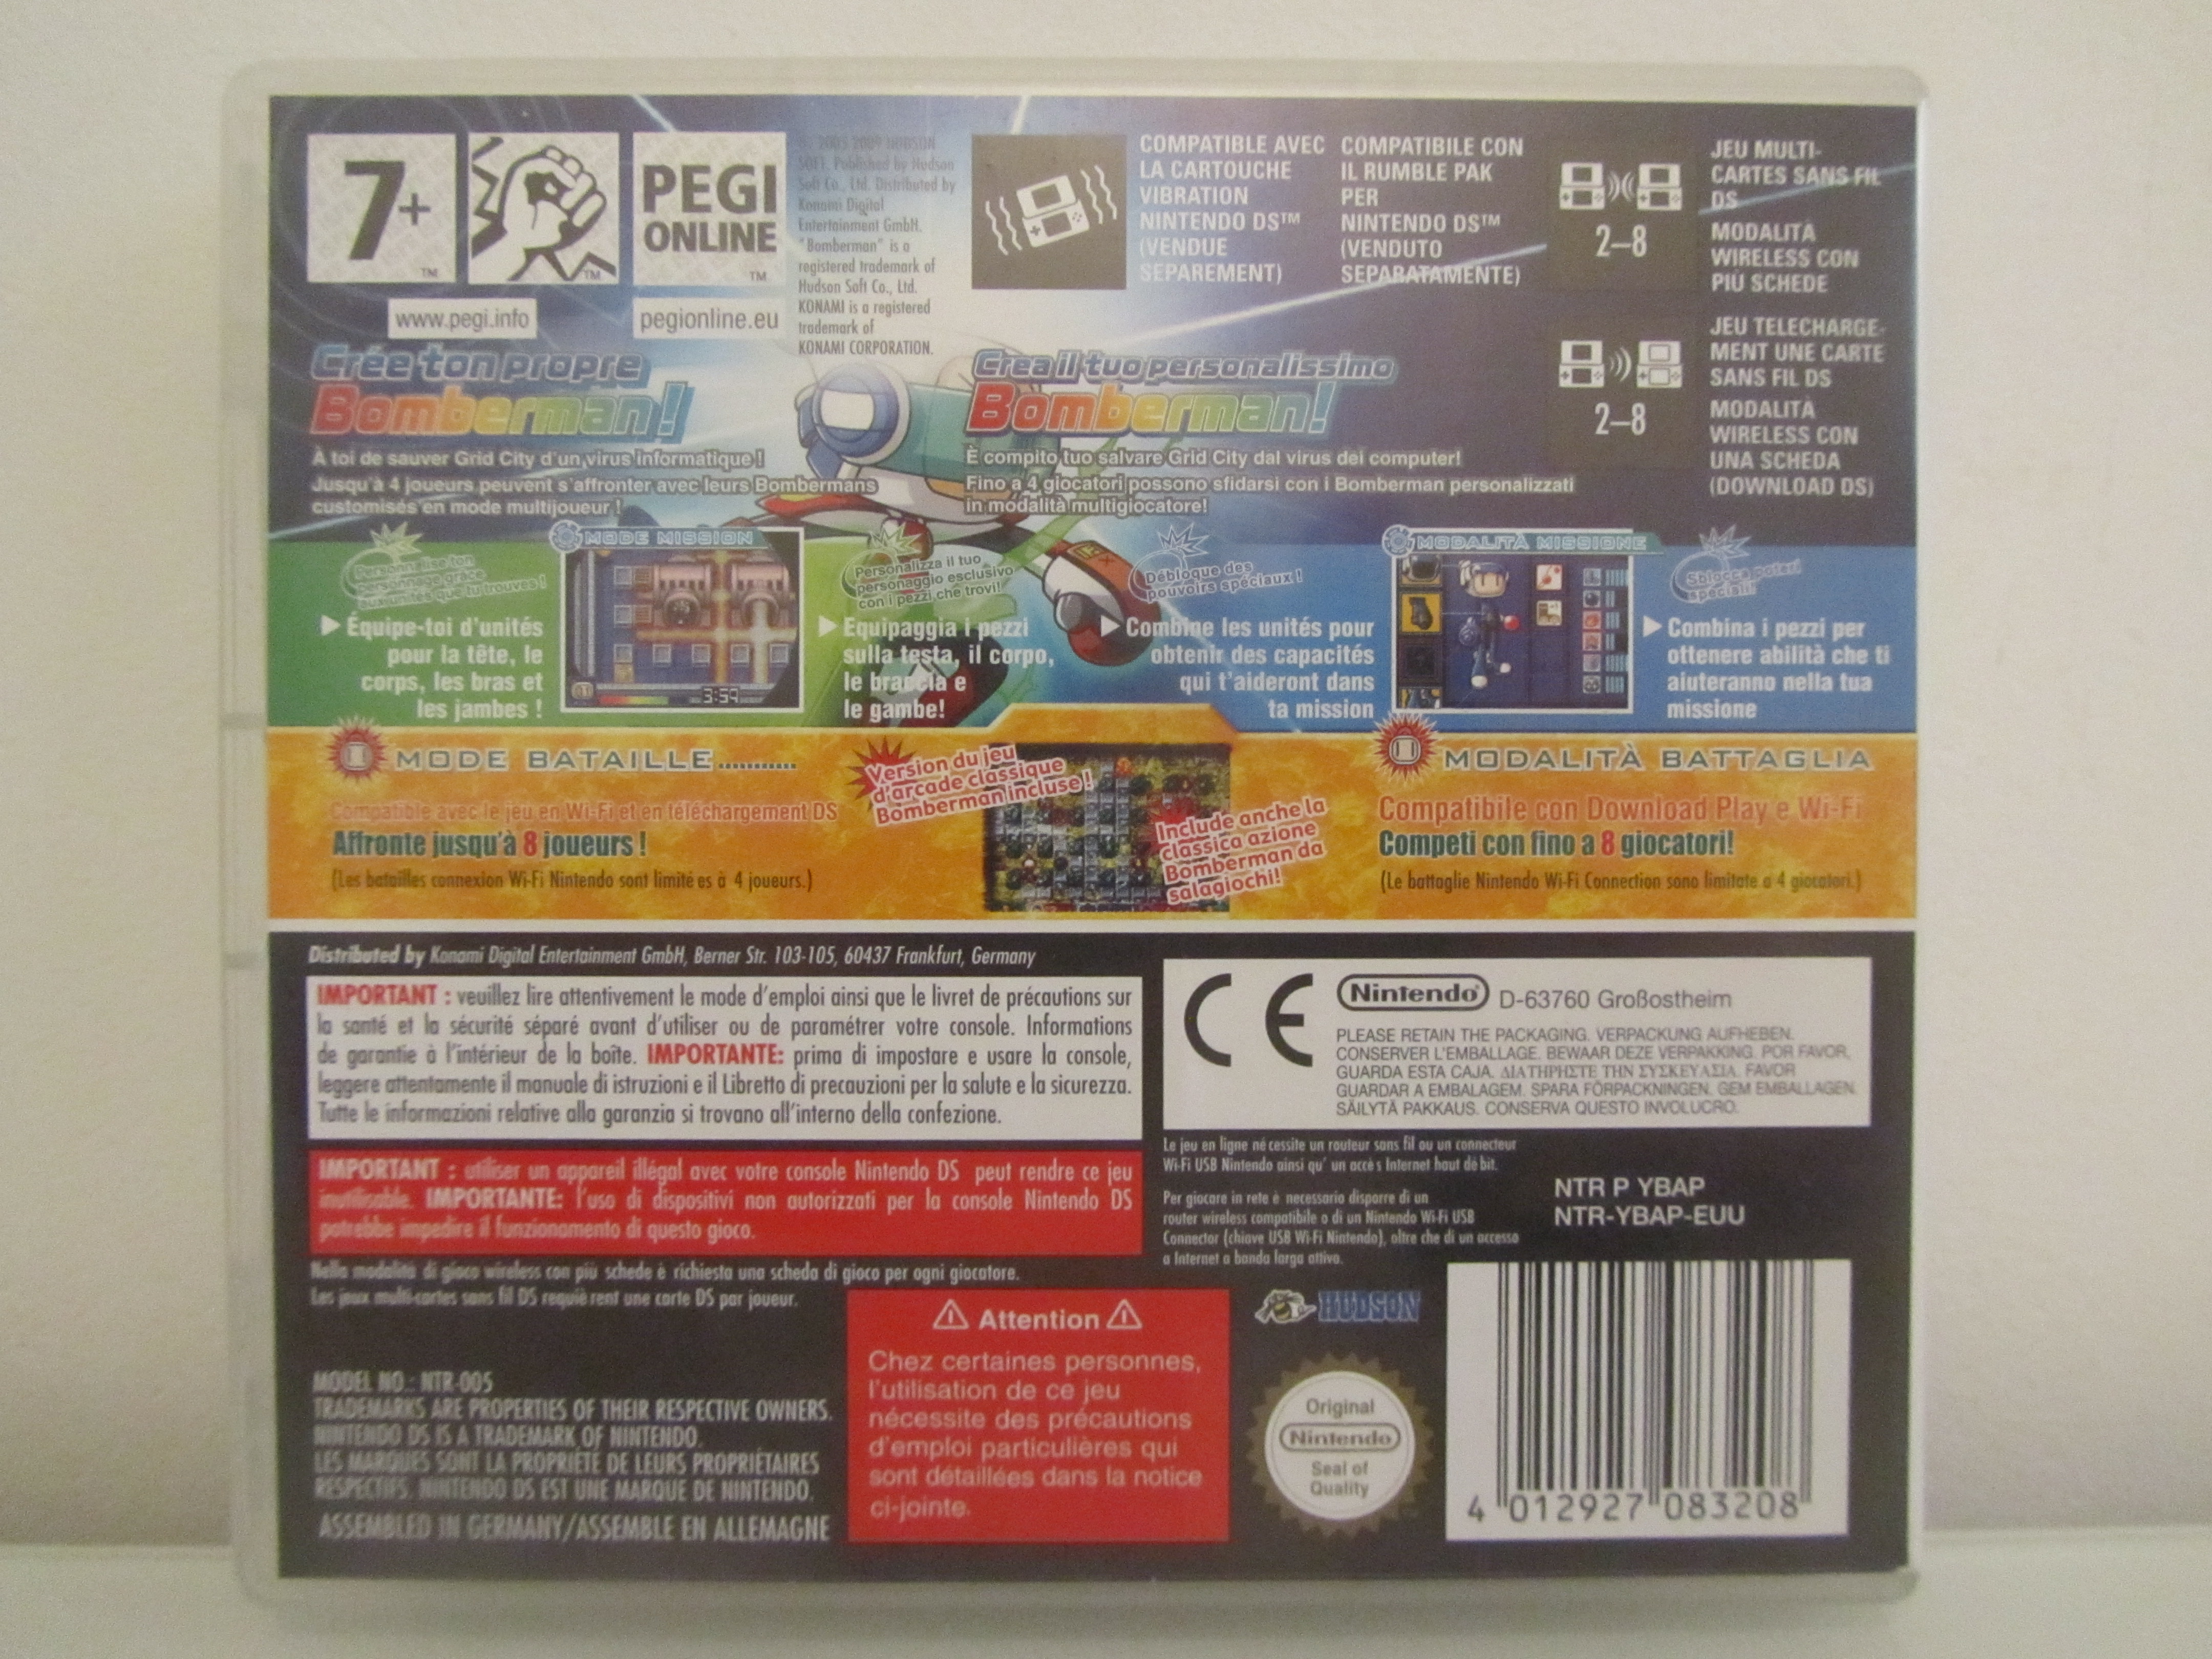 7+
TM
TM
PEGI
ONLINE
TM
www.pegi.info
pegionline.eu
SOFT. Published by Hudson
Soft Co., Ltd. Distributed by
Konami Digital
Entertainment GmbH.
"Bomberman" is a
registered trademark of
Hudson Soft Co., Ltd.
KONAMI is a registered
trademark of
KONAMI CORPORATION.
COMPATIBLE AVEC
LA CARTOUCHE
VIBRATION
NINTENDO DS™
(VENDUE
SÉPAREMENT)
COMPATIBILE CON
IL RUMBLE PAK
PER
NINTENDO DS™
(VENDUTO
SEPARATAMENTE)
2–8
JEU MULTI-
CARTES SANS FIL
DS
MODALITÀ
WIRELESS CON
PIÙ SCHEDE
2–8
JEU TELECHARGE-
MENT UNE CARTE
SANS FIL DS
MODALITÀ
WIRELESS CON
UNA SCHEDA
(DOWNLOAD DS)
Crée ton propre
Bomberman!
À toi de sauver Grid City d'un virus informatique !
Jusqu'à 4 joueurs peuvent s'affronter avec leurs Bombermans
customisés en mode multijoueur !
Crea il tuo personalissimo
Bomberman!
È compito tuo salvare Grid City dal virus dei computer!
Fino a 4 giocatori possono sfidarsi con i Bomberman personalizzati
in modalità multigiocatore!
Personnalise ton
personnage grâce
aux unités que tu trouves !
Équipe-toi d'unités
pour la tête, le
corps, les bras et
les jambes !
MODE MISSION
3:59
Personalizza il tuo
personaggio esclusivo
con i pezzi che trovi!
Equipaggia i pezzi
sulla testa, il corpo,
le braccia e
le gambe!
Débloque des
pouvoirs spéciaux !
Combine les unités pour
obtenir des capacités
qui t'aideront dans
ta mission
MODALITÀ MISSIONE
Sblocca poteri
speciali!
Combina i pezzi per
ottenere abilità che ti
aiuteranno nella tua
missione
MODE BATAILLE...........
Compatible avec le jeu en Wi-Fi et en téléchargement DS
Affronte jusqu'à 8 joueurs !
(Les batailles connexion Wi-Fi Nintendo sont limité es à 4 joueurs.)
Version du jeu
d'arcade classique
Bomberman incluse !
Include anche la
classica azione
Bomberman da
salagiochi!
MODALITÀ BATTAGLIA
Compatibile con Download Play e Wi-Fi
Competi con fino a 8 giocatori!
(Le battaglie Nintendo Wi-Fi Connection sono limitate a 4 giocatori.)
Distributed by Konami Digital Entertainment GmbH, Berner Str. 103-105, 60437 Frankfurt, Germany
IMPORTANT : veuillez lire attentivement le mode d'emploi ainsi que le livret de précautions sur
la santé et la sécurité séparé avant d'utiliser ou de paramétrer votre console. Informations
de garantie à l'intérieur de la boîte. IMPORTANTE: prima di impostare e usare la console,
leggere attentamente il manuale di istruzioni e il Libretto di precauzioni per la salute e la sicurezza.
Tutte le informazioni relative alla garanzia si trovano all'interno della confezione.
IMPORTANT : utiliser un appareil illégal avec votre console Nintendo DS peut rendre ce jeu
inutilisable. IMPORTANTE: l'uso di dispositivi non autorizzati per la console Nintendo DS
potrebbe impedire il funzionamento di questo gioco.
Nella modalità di gioco wireless con più schede è richiesta una scheda di gioco per ogni giocatore.
Les jeux multi-cartes sans fil DS requiè rent une carte DS par joueur.
MODEL NO.: NTR-005
TRADEMARKS ARE PROPERTIES OF THEIR RESPECTIVE OWNERS.
NINTENDO DS IS A TRADEMARK OF NINTENDO.
LES MARQUES SONT LA PROPRIÉTÉ DE LEURS PROPRIÉTAIRES
RESPECTIFS. NINTENDO DS EST UNE MARQUE DE NINTENDO.
ASSEMBLED IN GERMANY/ASSEMBLE EN ALLEMAGNE
Attention
Chez certaines personnes,
l'utilisation de ce jeu
nécessite des précautions
d'emploi particulières qui
sont détaillées dans la notice
ci-jointe.
CE
Nintendo® D-63760 Großostheim
PLEASE RETAIN THE PACKAGING. VERPACKUNG AUFHEBEN.
CONSERVER L'EMBALLAGE. BEWAAR DEZE VERPAKKING. POR FAVOR,
GUARDA ESTA CAJA. ΔΙΑΤΗΡΗΣΤΕ ΤΗΝ ΣΥΣΚΕΥΑΣΙΑ. FAVOR
GUARDAR A EMBALAGEM. SPARA FÖRPACKNINGEN. GEM EMBALLAGEN.
SÄILYTÄ PAKKAUS. CONSERVA QUESTO INVOLUCRO.
Le jeu en ligne né cessite un routeur sans fil ou un connecteur
Wi-Fi USB Nintendo ainsi qu' un accè s Internet haut dé bit.
Per giocare in rete è necessario disporre di un
router wireless compatibile o di un Nintendo Wi-Fi USB
Connector (chiave USB Wi-Fi Nintendo), oltre che di un accesso
a Internet a banda larga attivo.
NTR P YBAP
NTR-YBAP-EUU
HUDSON
Original
Nintendo
Seal of
Quality
4 012927 083208